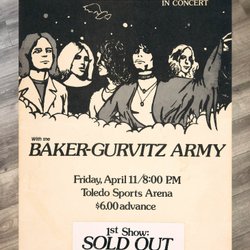 IN CONCERT
With the
BAKER-GURVITZ ARMY
Friday, April 11/8:00 PM
Toledo Sports Arena
$6.00 advance
1st Show:
SOLD OUT